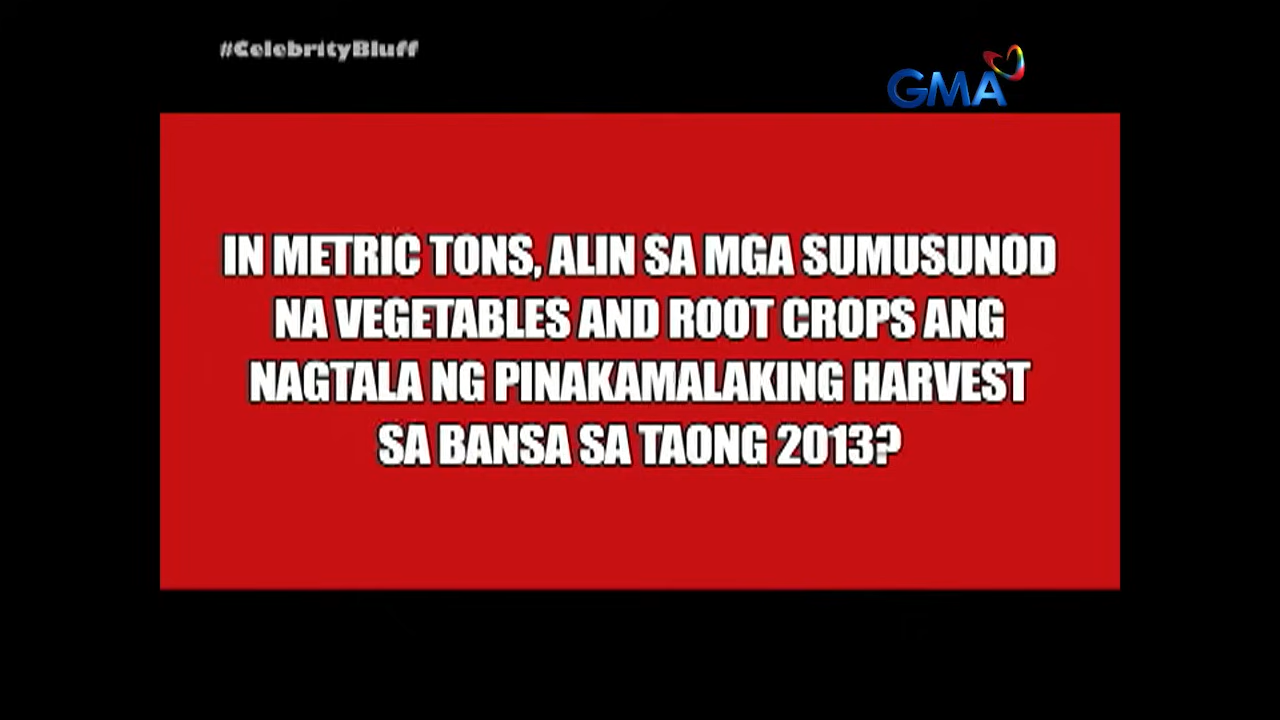 #CelebrityBluff
GMA
IN METRIC TONS, ALIN SA MGA SUMUSUNOD
NA VEGETABLES AND ROOT CROPS ANG
NAGTALA NG PINAKAMALAKING HARVEST
SA BANSA SA TAONG 2013?